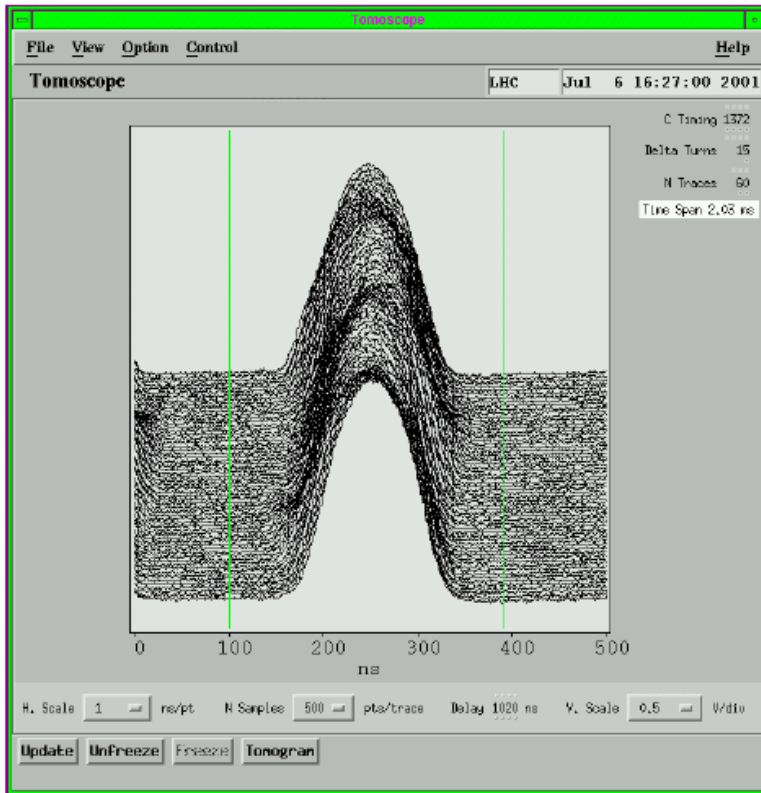 Tomoscope
File View Option Control Help
Tomoscope LHC Jul 6 16:27:00 2001
C Timing 1372
Delta Turns 15
N Traces 60
Time Span 2.03 ms
0 100 200 300 400 500
ns
H. Scale 1 ns/pt N Samples 500 pts/trace Delay 1020 ns V. Scale 0.5 V/div
Update Unfreeze Freeze Tomogram